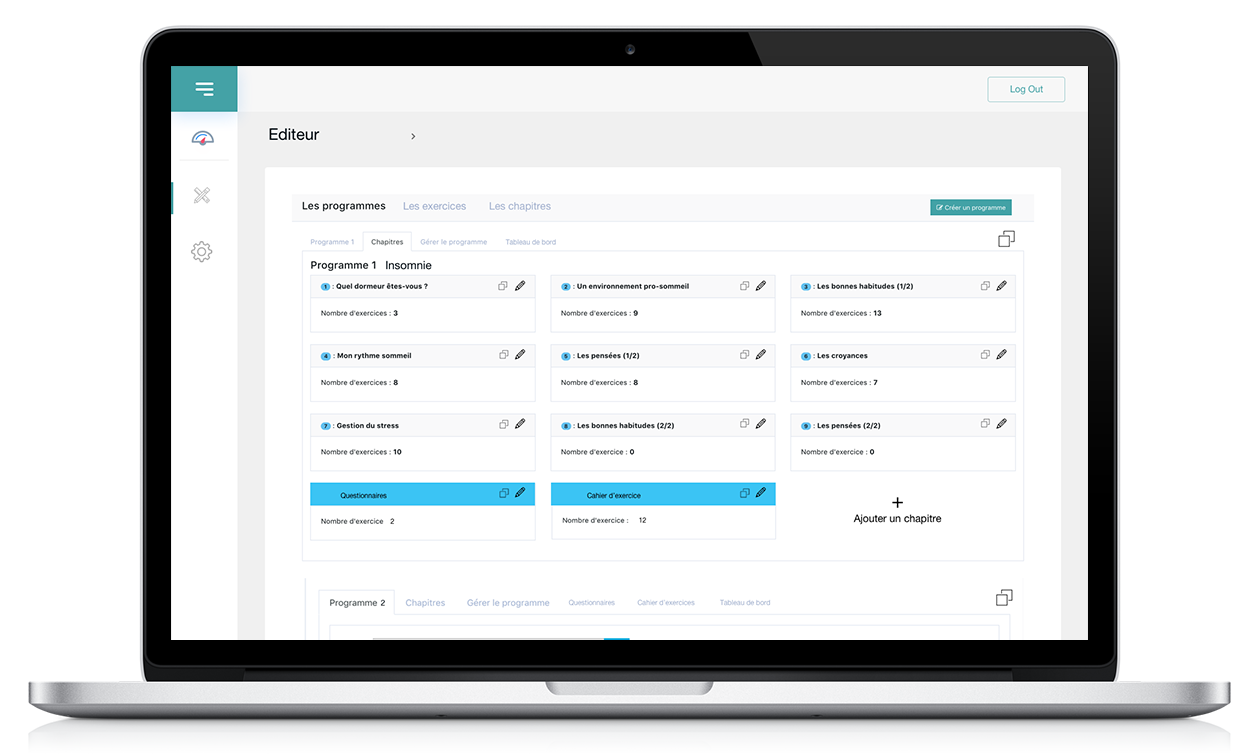 Log Out
Editeur >
Les programmes Les exercices Les chapitres Créer un programme
Programme 1 Chapitres Gérer le programme Tableau de bord
Programme 1 Insomnie
1 : Quel dormeur êtes-vous ?
Nombre d'exercices : 3
2 : Un environnement pro-sommeil
Nombre d'exercices : 9
3 : Les bonnes habitudes (1/2)
Nombre d'exercices : 13
4 : Mon rythme sommeil
Nombre d'exercices : 8
5 : Les pensées (1/2)
Nombre d'exercices : 8
6 : Les croyances
Nombre d'exercices : 7
7 : Gestion du stress
Nombre d'exercices : 10
8 : Les bonnes habitudes (2/2)
Nombre d'exercice : 0
9 : Les pensées (2/2)
Nombre d'exercice : 0
Questionnaires
Nombre d'exercice 2
Cahier d'exercice
Nombre d'exercice : 12
+
Ajouter un chapitre
Programme 2 Chapitres Gérer le programme Questionnaires Cahier d'exercices Tableau de bord